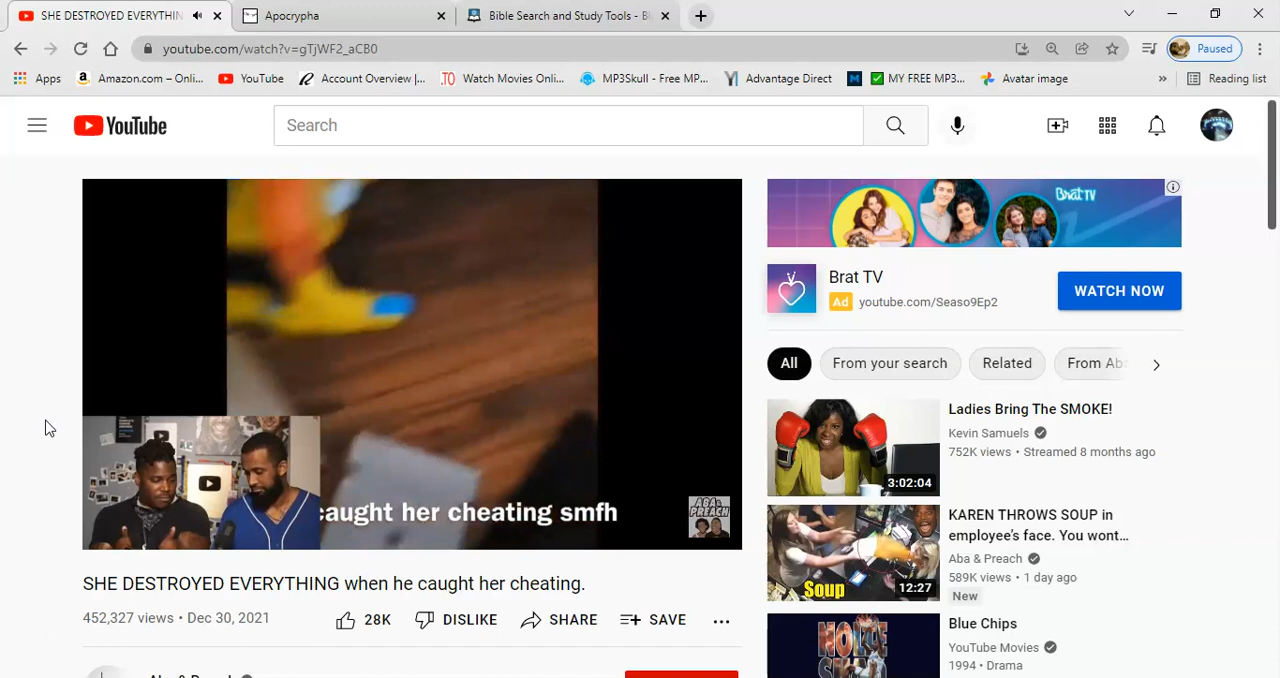 SHE DESTROYED EVERYTHIN
Apocrypha
Bible Search and Study Tools - Bl
youtube.com/watch?v=gTjWF2_aCB0
Paused
Apps
Amazon.com – Onli...
YouTube
Account Overview |...
Watch Movies Onlin...
MP3Skull - Free MP...
Advantage Direct
MY FREE MP3...
Avatar image
»
Reading list
YouTube
Search
Brat TV
Brat TV
Ad youtube.com/Seaso9Ep2
WATCH NOW
All
From your search
Related
From Ab
caught her cheating smfh
ABA & PREACH
Ladies Bring The SMOKE!
Kevin Samuels
752K views • Streamed 8 months ago
3:02:04
KAREN THROWS SOUP in
employee's face. You wont...
Aba & Preach
589K views • 1 day ago
New
Soup
12:27
SHE DESTROYED EVERYTHING when he caught her cheating.
452,327 views • Dec 30, 2021
28K
DISLIKE
SHARE
SAVE
...
Blue Chips
YouTube Movies
1994 • Drama